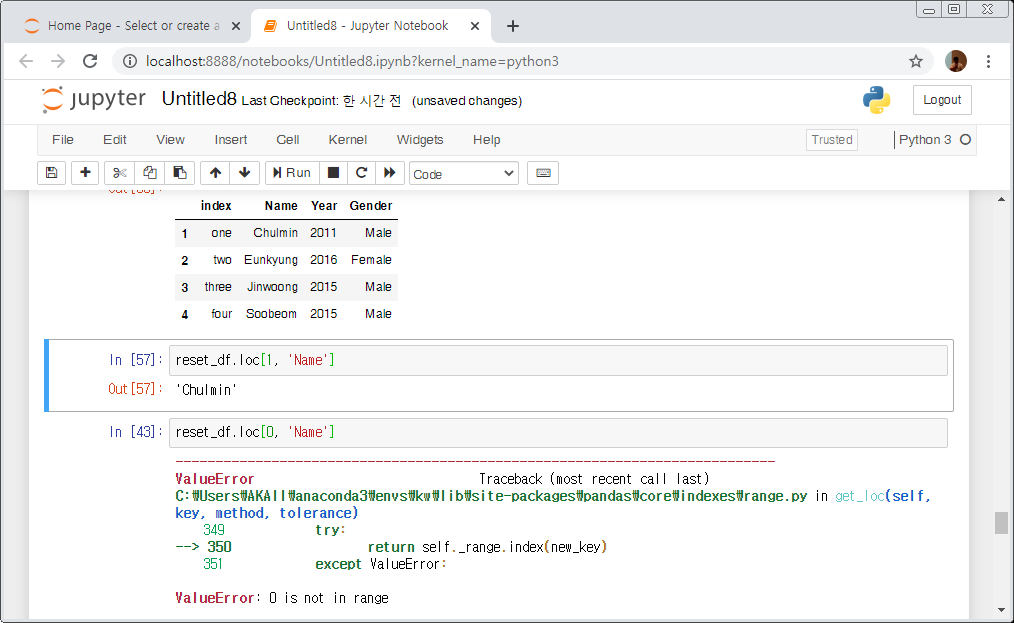 Home Page - Select or create a
Untitled8 - Jupyter Notebook
localhost:8888/notebooks/Untitled8.ipynb?kernel_name=python3
jupyter Untitled8 Last Checkpoint: 한 시간 전 (unsaved changes)
Logout
File Edit View Insert Cell Kernel Widgets Help
Trusted
Python 3
Run
Code
index Name Year Gender
1 one Chulmin 2011 Male
2 two Eunkyung 2016 Female
3 three Jinwoong 2015 Male
4 four Soobeom 2015 Male
In [57]: reset_df.loc[1, 'Name']
Out[57]: 'Chulmin'
In [43]: reset_df.loc[0, 'Name']
---------------------------------------------------------------------------
ValueError Traceback (most recent call last)
C:₩Users₩AKAII₩anaconda3₩envs₩kw₩lib₩site-packages₩pandas₩core₩indexes₩range.py in get_loc(self,
key, method, tolerance)
349 try:
--> 350 return self._range.index(new_key)
351 except ValueError:
ValueError: 0 is not in range